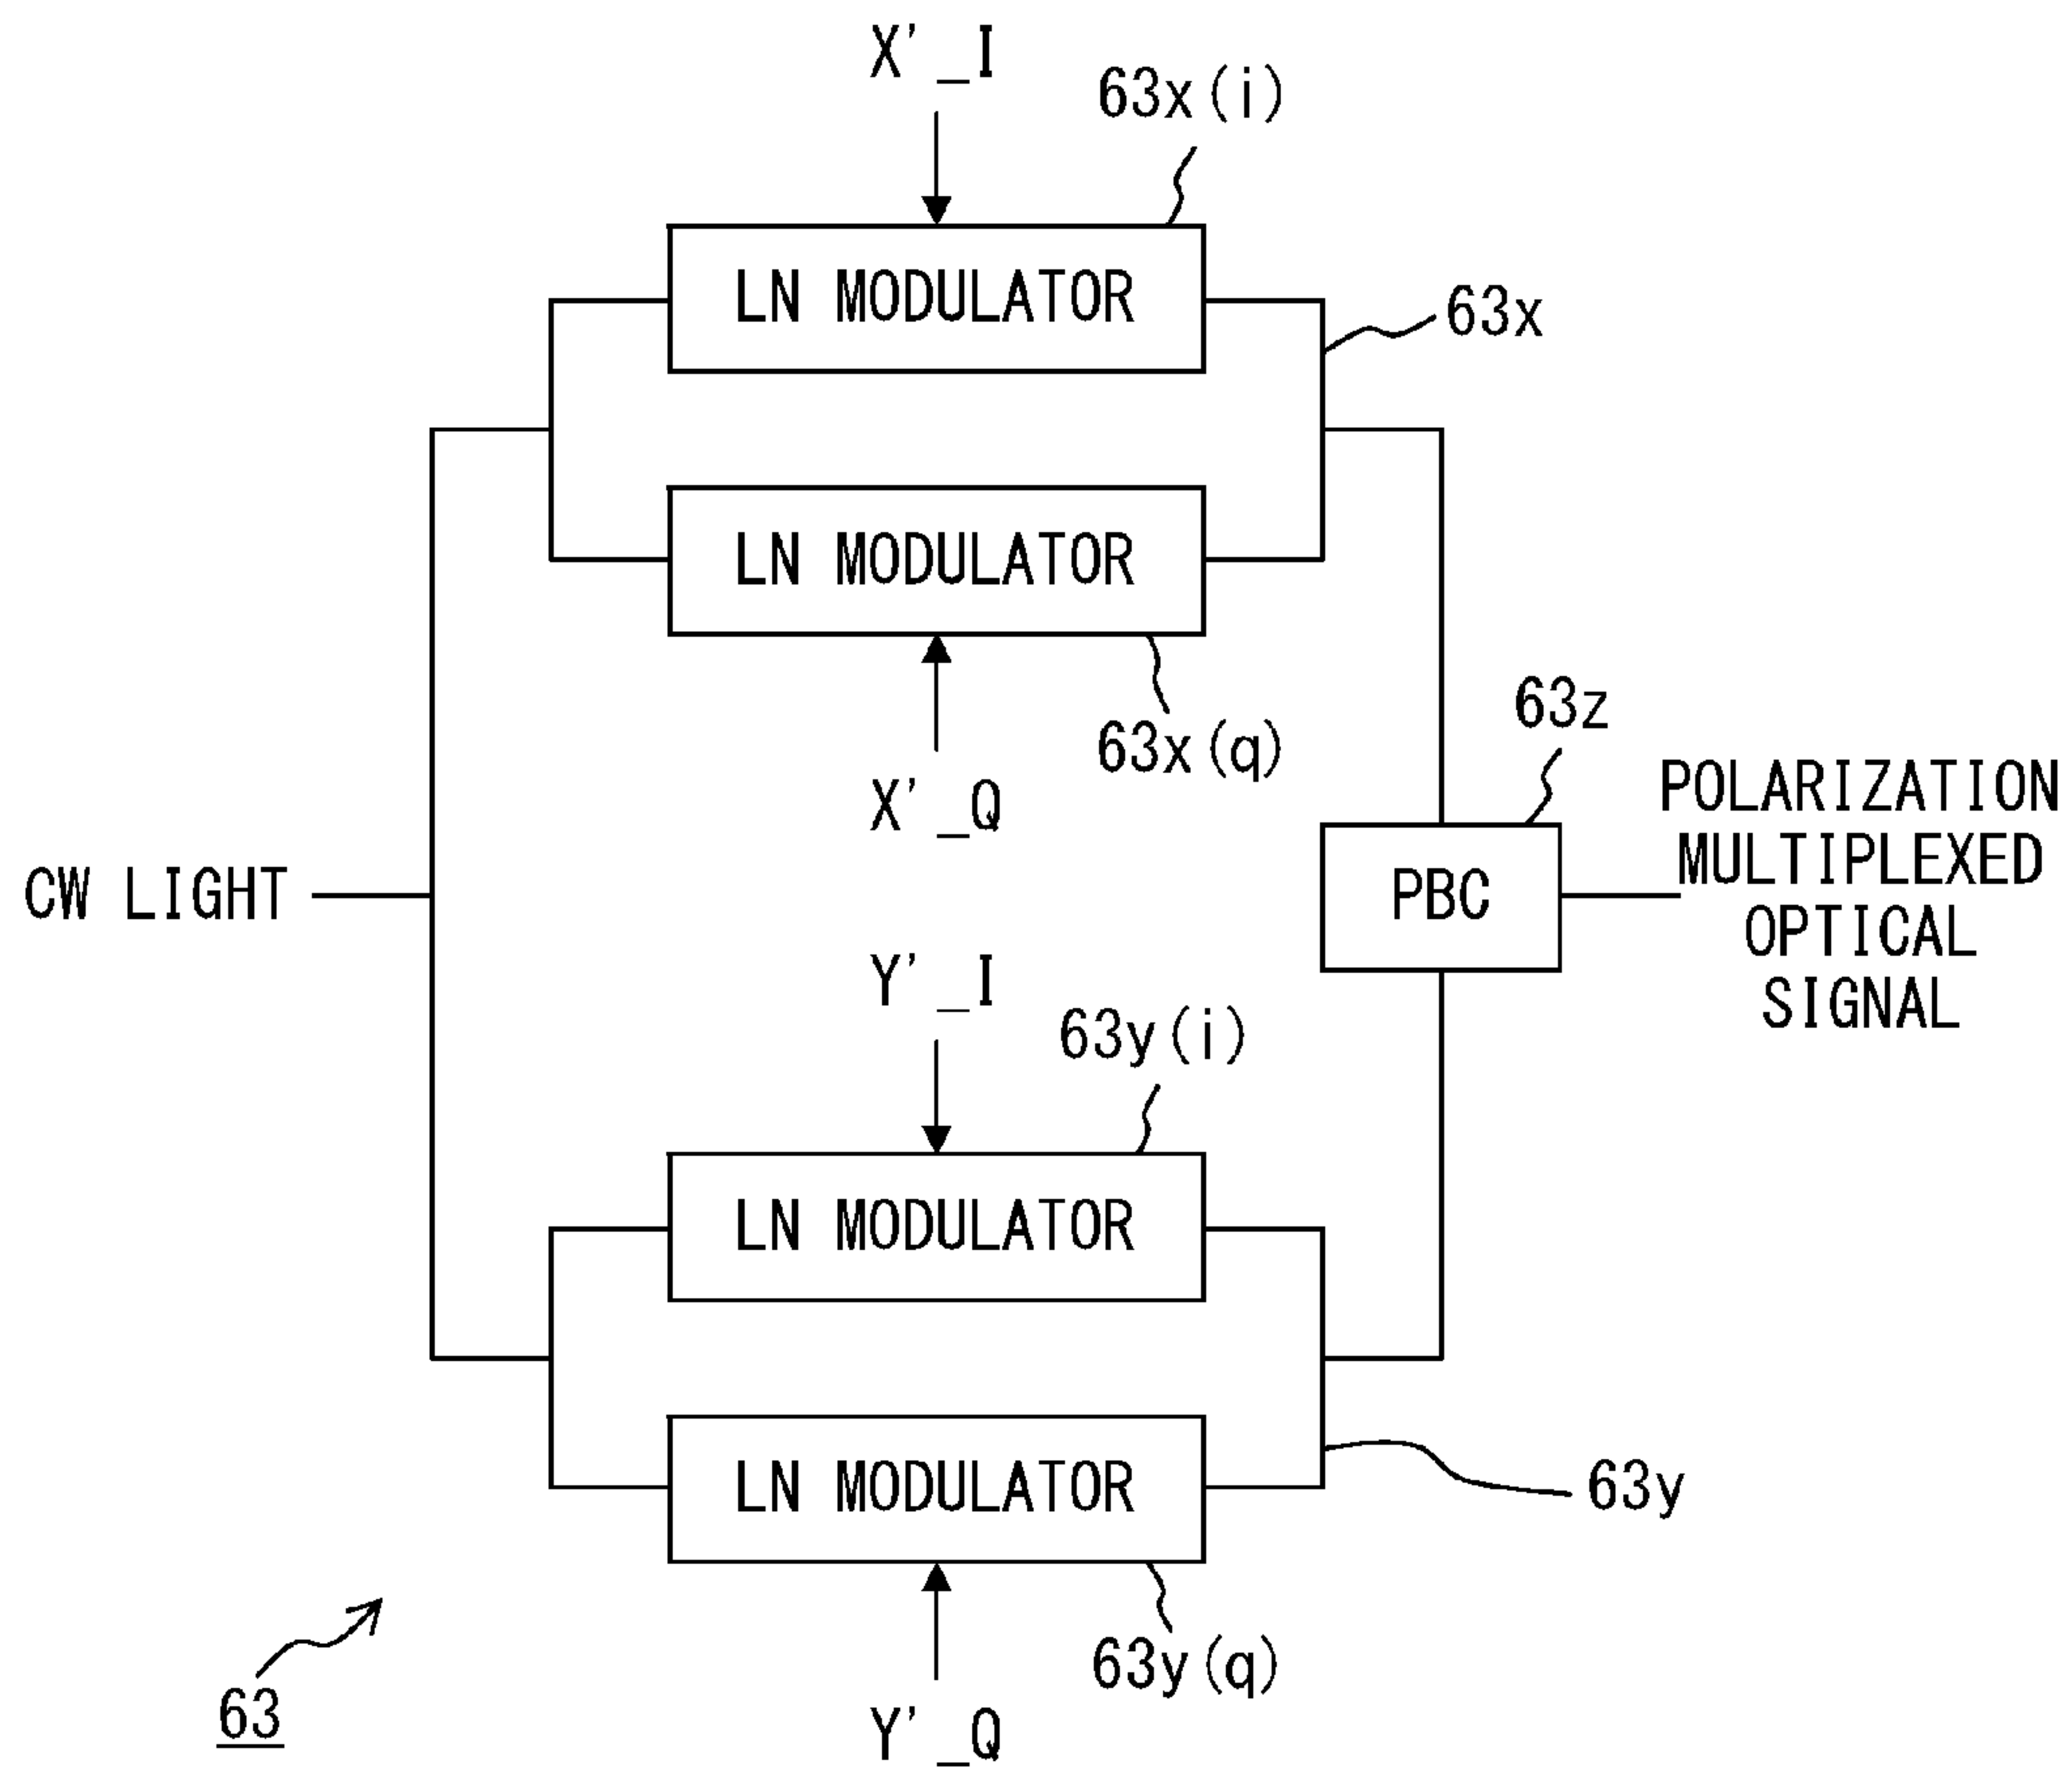 X'_I
63x(i)
LN MODULATOR
63x
LN MODULATOR
63x(q)
X'_Q
63z
POLARIZATION
MULTIPLEXED
OPTICAL
SIGNAL
PBC
CW LIGHT
Y'_I
63y(i)
LN MODULATOR
LN MODULATOR
63y
63y(q)
Y'_Q
63